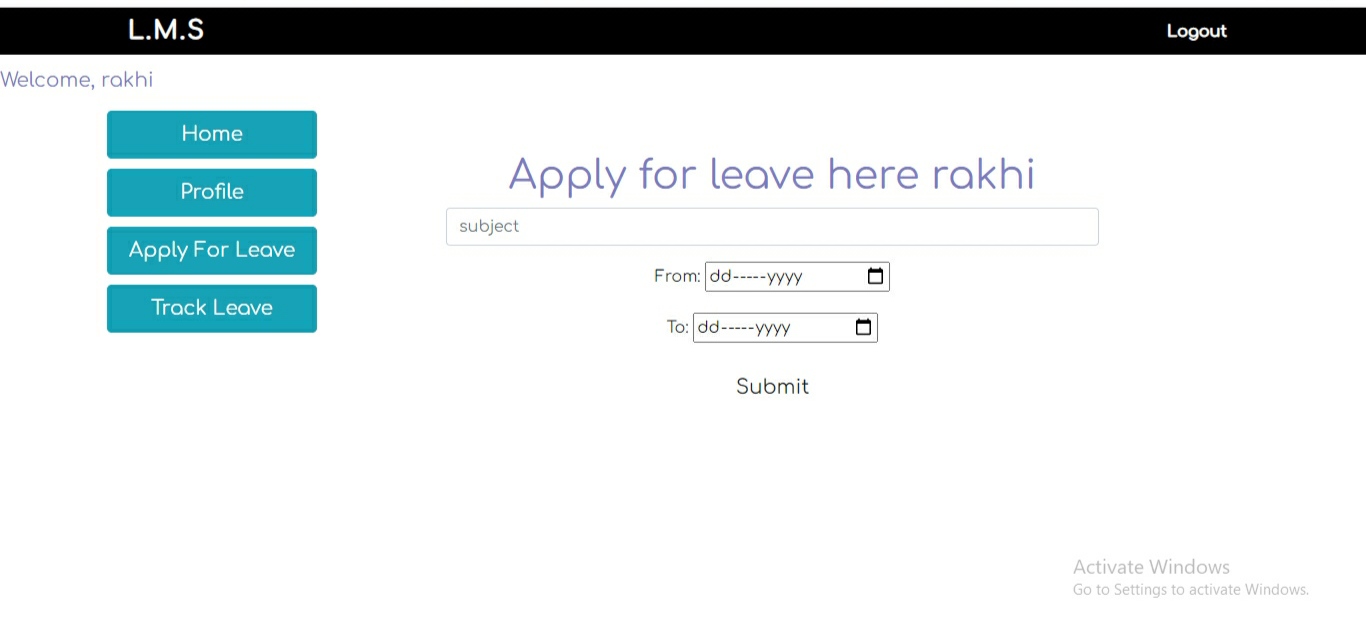 L.M.S
Logout
Welcome, rakhi
Home
Profile
Apply For Leave
Track Leave
Apply for leave here rakhi
subject
From: dd-----yyyy
To: dd-----yyyy
Submit
Activate Windows
Go to Settings to activate Windows.